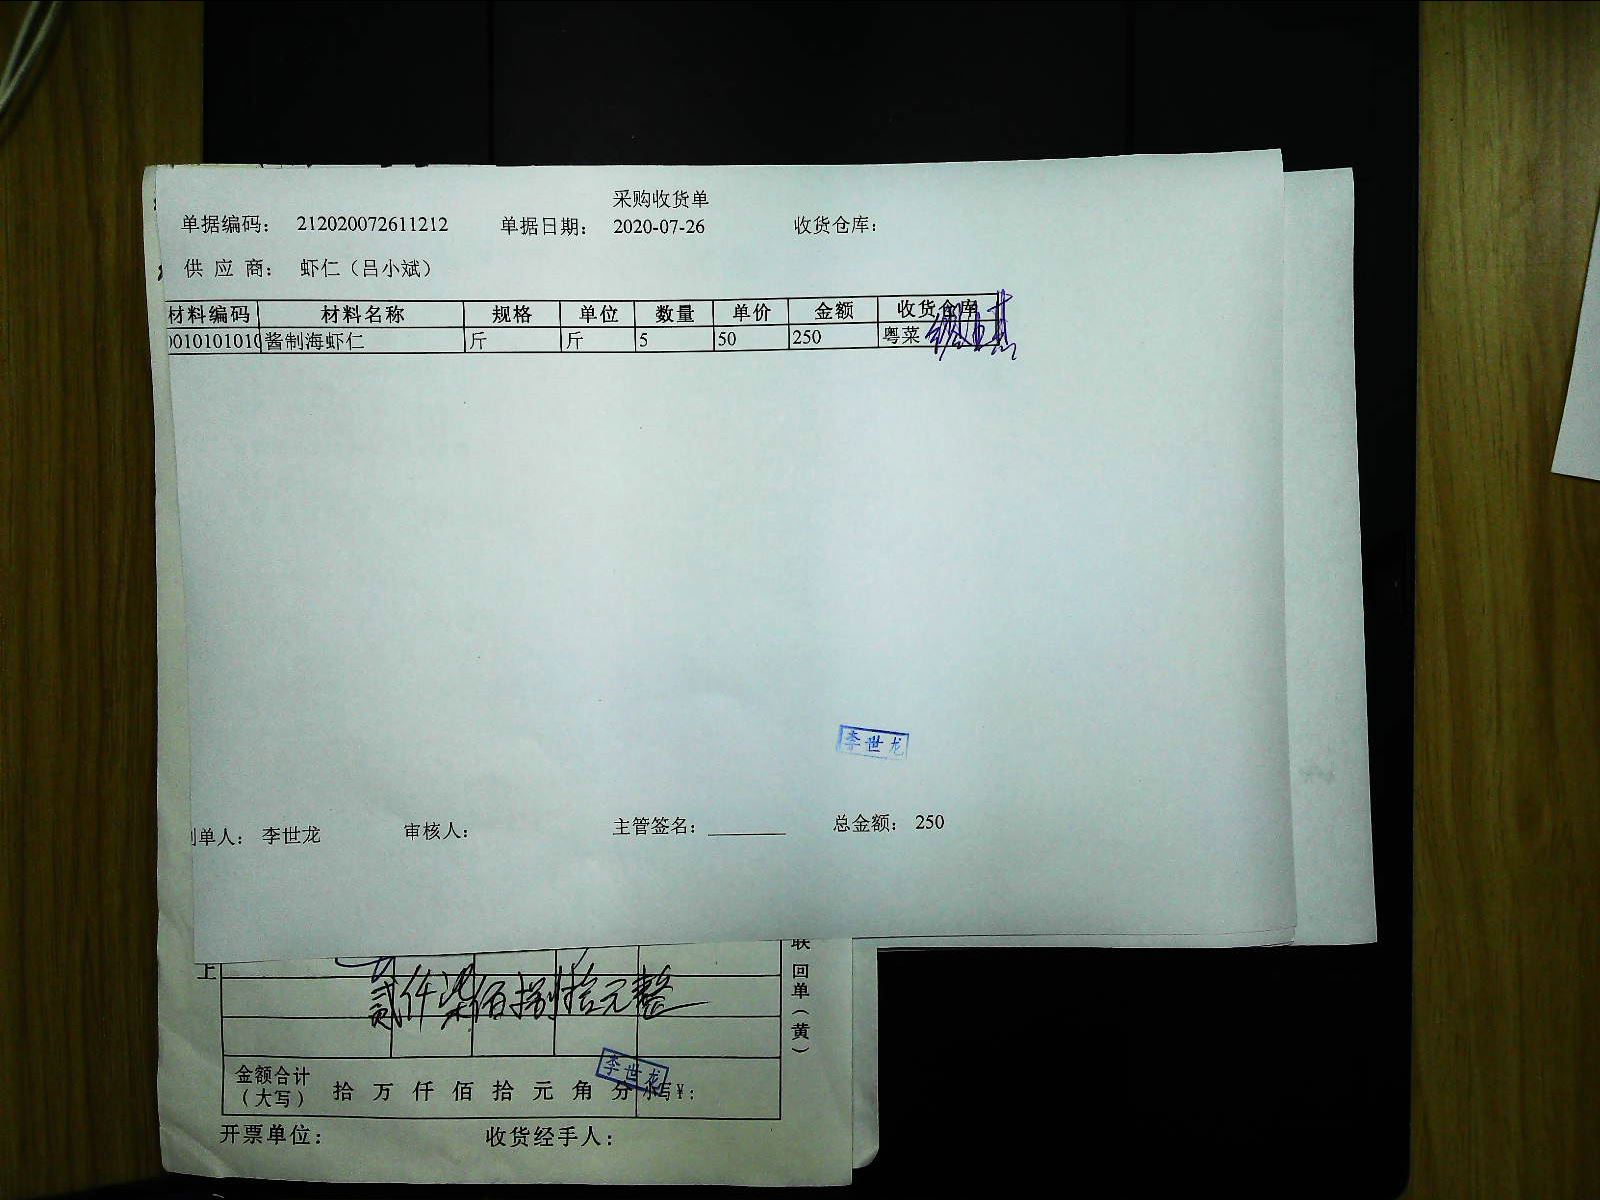 采购收货单
单据编码： 212020072611212 单据日期： 2020-07-26 收货仓库：
供 应 商： 虾仁（吕小斌）
材料编码 材料名称 规格 单位 数量 单价 金额 收货仓库
0010101010 酱制海虾仁 斤 斤 5 50 250 粤菜
李世龙
制单人： 李世龙 审核人： 主管签名： 总金额： 250
联回单（黄）
上
贰仟柒佰捌拾元整
李世龙
金额合计（大写） 拾 万 仟 佰 拾 元 角 分 小写¥：
开票单位： 收货经手人：